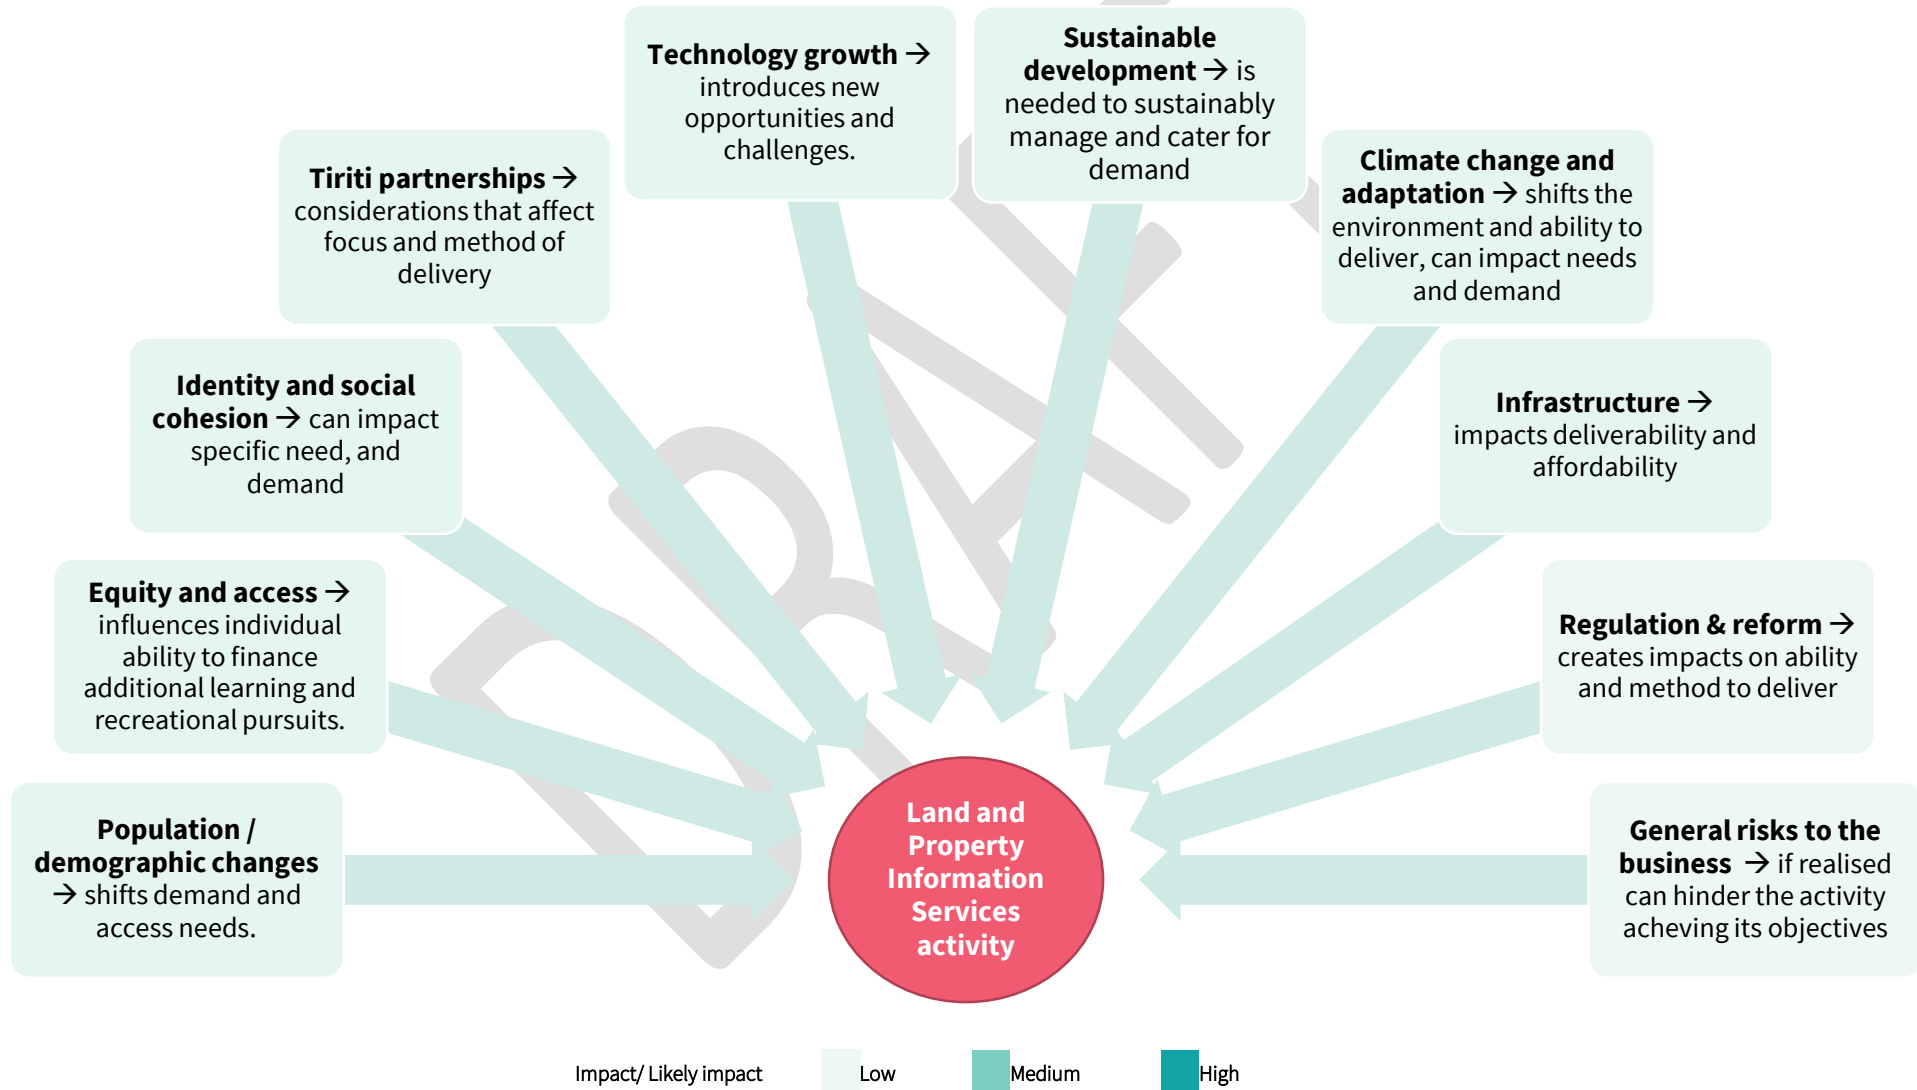 Technology growth →
introduces new
opportunities and
challenges.
Sustainable
development → is
needed to sustainably
manage and cater for
demand
Tiriti partnerships →
considerations that affect
focus and method of
delivery
Climate change and
adaptation → shifts the
environment and ability to
deliver, can impact needs
and demand
Identity and social
cohesion → can impact
specific need, and
demand
Infrastructure →
impacts deliverability and
affordability
Equity and access →
influences individual
ability to finance
additional learning and
recreational pursuits.
Regulation & reform →
creates impacts on ability
and method to deliver
Population /
demographic changes
→ shifts demand and
access needs.
General risks to the
business → if realised
can hinder the activity
acheving its objectives
Land and
Property
Information
Services
activity
DRAFT
Impact/ Likely impact Low Medium High